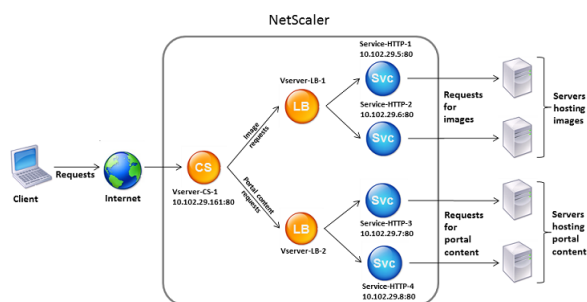 NetScaler
Service-HTTP-1
10.102.29.5:80
Svc
Vserver-LB-1
LB
Service-HTTP-2
10.102.29.6:80
Svc
Requests
for
images
Servers
hosting
images
Image
requests
Client
Requests
Internet
CS
Vserver-CS-1
10.102.29.161:80
Portal content
requests
LB
Vserver-LB-2
Svc
Service-HTTP-3
10.102.29.7:80
Svc
Service-HTTP-4
10.102.29.8:80
Requests
for
portal
content
Servers
hosting
portal
content